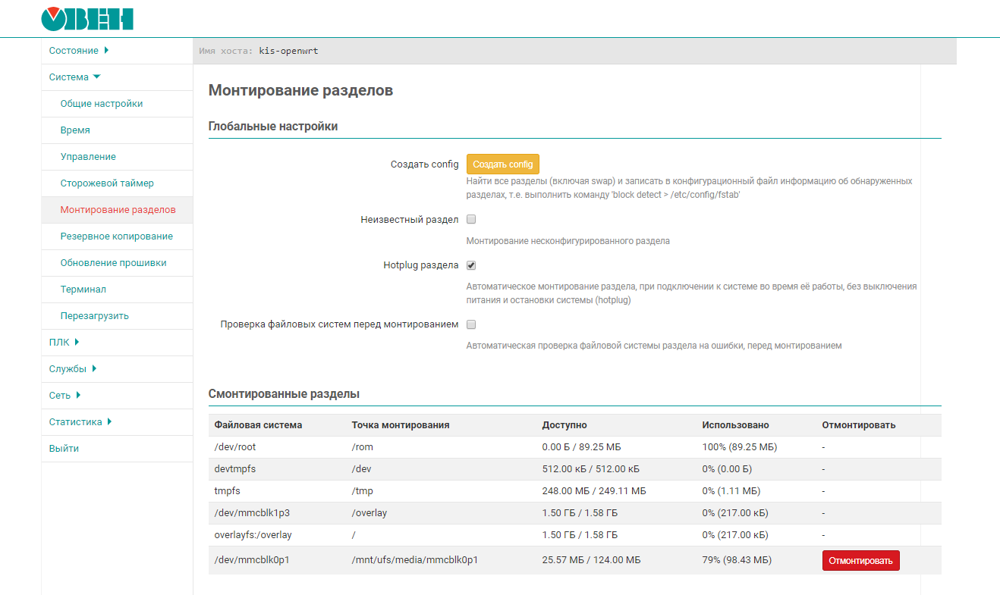 ОВЕН
Имя хоста: kis-openwrt
Состояние
Система
Общие настройки
Время
Управление
Сторожевой таймер
Монтирование разделов
Резервное копирование
Обновление прошивки
Терминал
Перезагрузить
ПЛК
Службы
Сеть
Статистика
Выйти
Монтирование разделов
Глобальные настройки
Создать config Создать config
Найти все разделы (включая swap) и записать в конфигурационный файл информацию об обнаруженных
разделах, т.е. выполнить команду 'block detect > /etc/config/fstab'
Неизвестный раздел
Монтирование несконфигурированного раздела
Hotplug раздела
Автоматическое монтирование раздела, при подключении к системе во время её работы, без выключения
питания и остановки системы (hotplug)
Проверка файловых систем перед монтированием
Автоматическая проверка файловой системы раздела на ошибки, перед монтированием
Смонтированные разделы
Файловая система Точка монтирования Доступно Использовано Отмонтировать
/dev/root /rom 0.00 Б / 89.25 МБ 100% (89.25 МБ) -
devtmpfs /dev 512.00 кБ / 512.00 кБ 0% (0.00 Б) -
tmpfs /tmp 248.00 МБ / 249.11 МБ 0% (1.11 МБ) -
/dev/mmcblk1p3 /overlay 1.50 ГБ / 1.58 ГБ 0% (217.00 кБ) -
overlayfs:/overlay / 1.50 ГБ / 1.58 ГБ 0% (217.00 кБ) -
/dev/mmcblk0p1 /mnt/ufs/media/mmcblk0p1 25.57 МБ / 124.00 МБ 79% (98.43 МБ) Отмонтировать